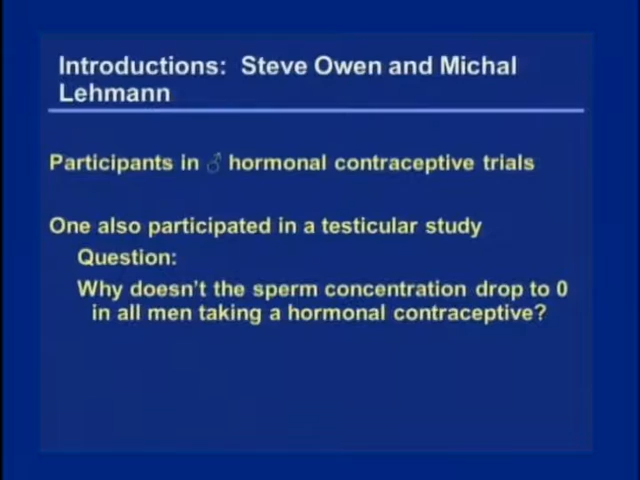 Introductions: Steve Owen and Michal
Lehmann
Participants in ♂ hormonal contraceptive trials
One also participated in a testicular study
Question:
Why doesn't the sperm concentration drop to 0
in all men taking a hormonal contraceptive?